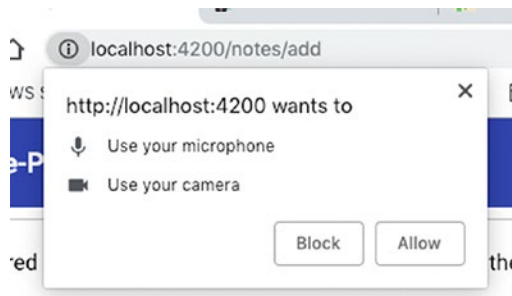 localhost:4200/notes/add
http://localhost:4200 wants to
Use your microphone
Use your camera
Block
Allow